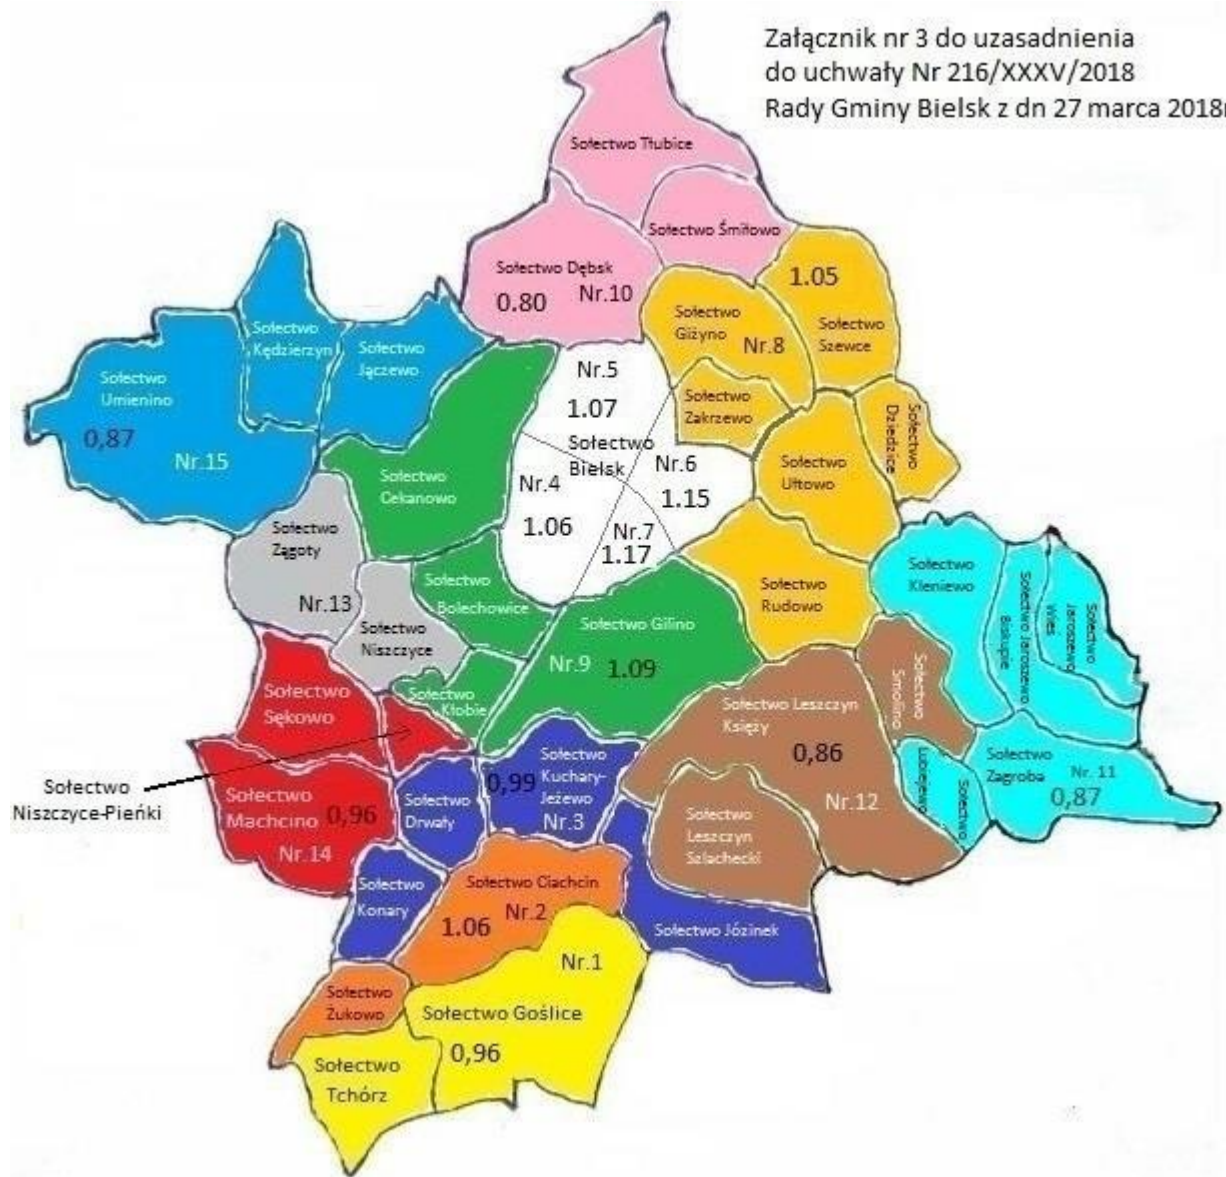 Załącznik nr 3 do uzasadnienia
do uchwały Nr 216/XXXV/2018
Rady Gminy Bielsk z dn 27 marca 2018r
Sołectwo Tłubice
Sołectwo Śmiłowo
Sołectwo Dębsk
0.80 Nr.10
1.05
Sołectwo
Szewce
Sołectwo
Giżyno
Nr.8
Sołectwo
Zakrzewo
Sołectwo
Dziedzice
Sołectwo
Ułtowo
Sołectwo
Rudowo
Sołectwo
Kędzierzyn
Sołectwo
Jączewo
Sołectwo
Umienino
0,87
Nr.15
Nr.5
1.07
Sołectwo
Bielsk
Nr.6
1.15
Nr.4
1.06
Nr.7
1.17
Sołectwo
Cekanowo
Sołectwo
Bolechowice
Sołectwo
Kłobie
Sołectwo Gilino
Nr.9 1.09
Sołectwo
Zągoty
Nr.13
Sołectwo
Niszczyce
Sołectwo
Sękowo
Sołectwo
Niszczyce-Pieńki
Sołectwo
Machcino 0,96
Nr.14
Sołectwo
Kleniewo
Sołectwo Jaroszewo
Biskupie
Sołectwo
Jaroszewo
Wieś
Sołectwo
Smolino
Sołectwo
Lubiejewo
Sołectwo
Zagroba
Nr. 11
0,87
Sołectwo Leszczyn
Księży
0,86
Nr.12
Sołectwo
Leszczyn
Szlachecki
0,99
Sołectwo
Kuchary-
Jeżewo
Nr.3
Sołectwo
Drwały
Sołectwo
Konary
Sołectwo Józinek
Sołectwo Ciachcin
1.06 Nr.2
Sołectwo
Żukowo
Nr.1
Sołectwo Goślice
0,96
Sołectwo
Tchórz